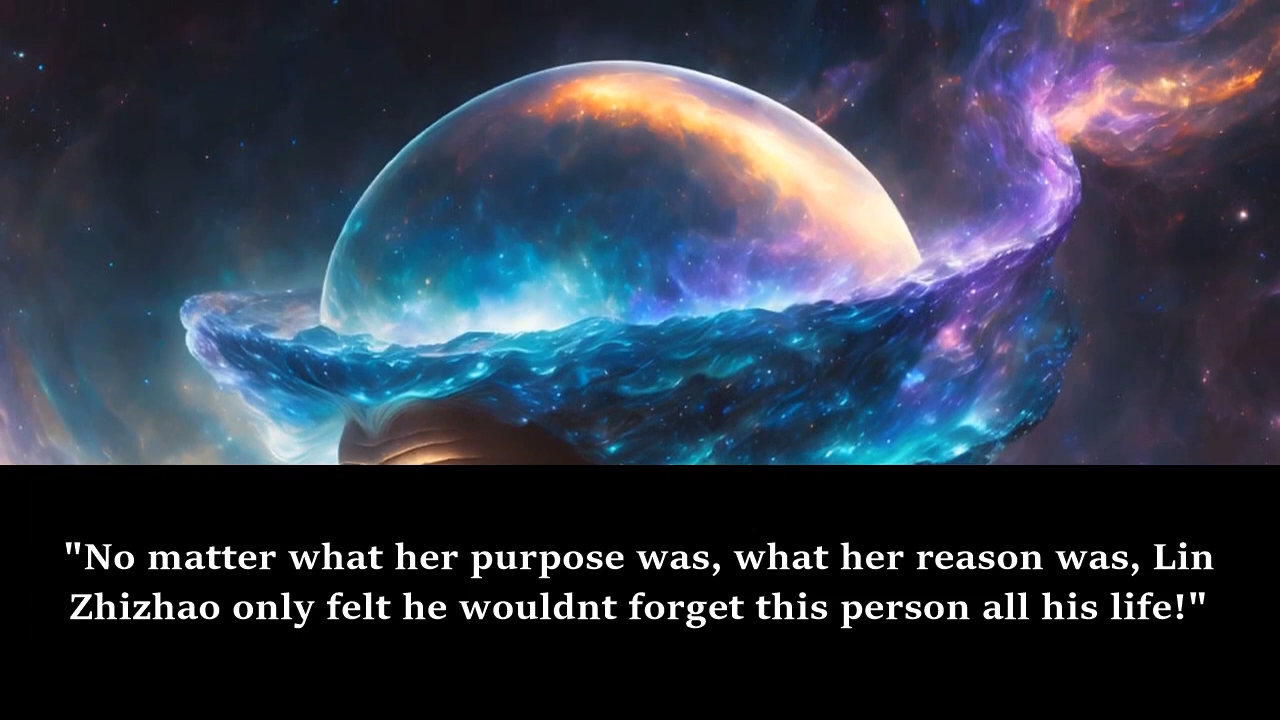 "No matter what her purpose was, what her reason was, Lin
Zhizhao only felt he wouldnt forget this person all his life!"